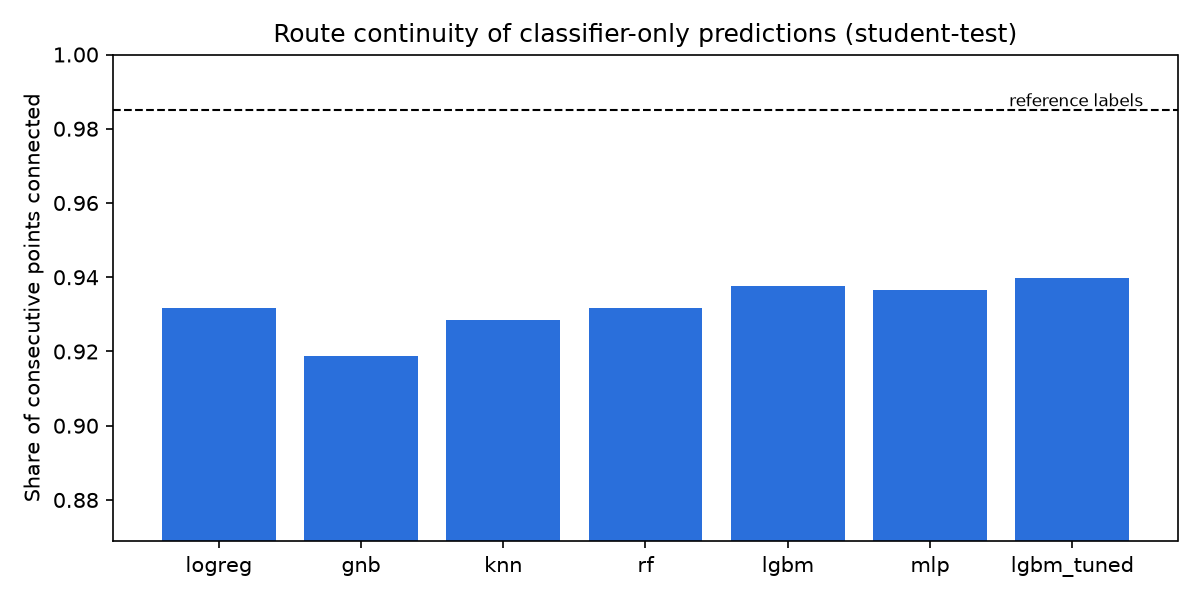 Route continuity of classifier-only predictions (student-test)
Share of consecutive points connected
1.00
0.98
0.96
0.94
0.92
0.90
0.88
reference labels
logreg gnb knn rf lgbm mlp lgbm_tuned